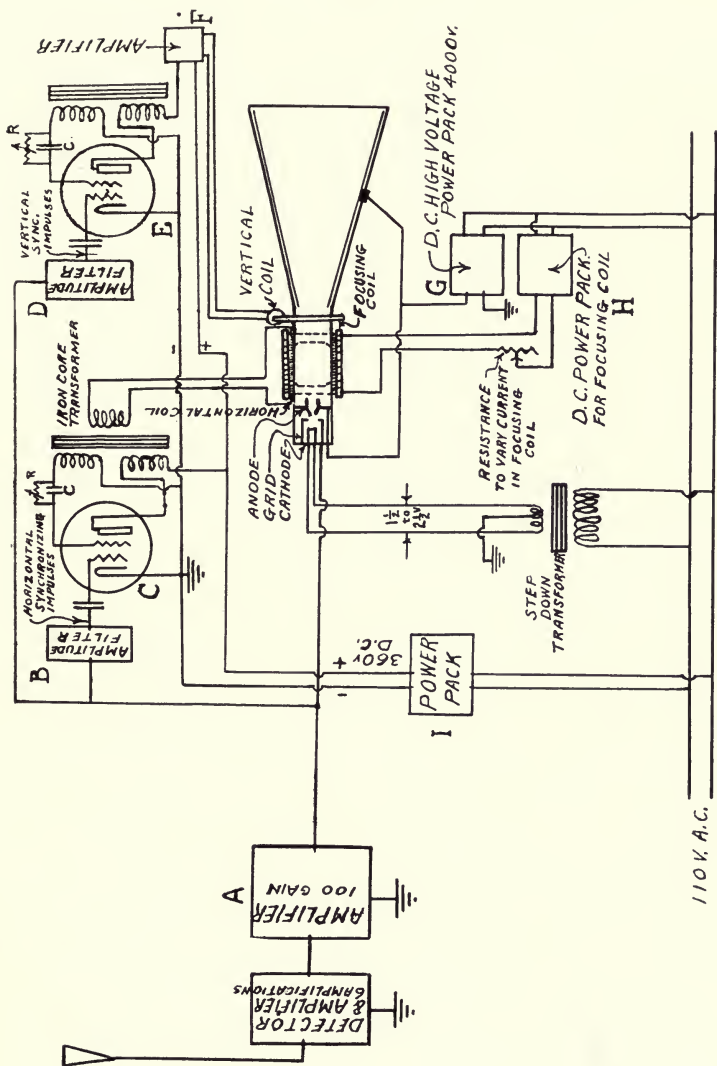 AMPLIFIER
F
R
C
VERTICAL
SYNC.
IMPULSES
AMPLITUDE
FILTER
E
D
IRON CORE
TRANSFORMER
- +
R
C
HORIZONTAL
SYNCHRONIZING
IMPULSES
AMPLITUDE
FILTER
C
B
VERTICAL
COIL
FOCUSING
COIL
HORIZONTAL COIL
ANODE
GRID
CATHODE
D.C. HIGH VOLTAGE
POWER PACK 4000V.
G
D.C. POWER PACK.
FOR FOCUSING COIL
H
RESISTANCE
TO VARY CURRENT
IN FOCUSING
COIL
1½
to
2½V
STEP
DOWN
TRANSFORMER
- +
360V
D.C.
POWER
PACK
I
A
AMPLIFIER
100 GAIN
DETECTOR
& AMPLIFIER
6 AMPLIFICATIONS
110 V. A.C.